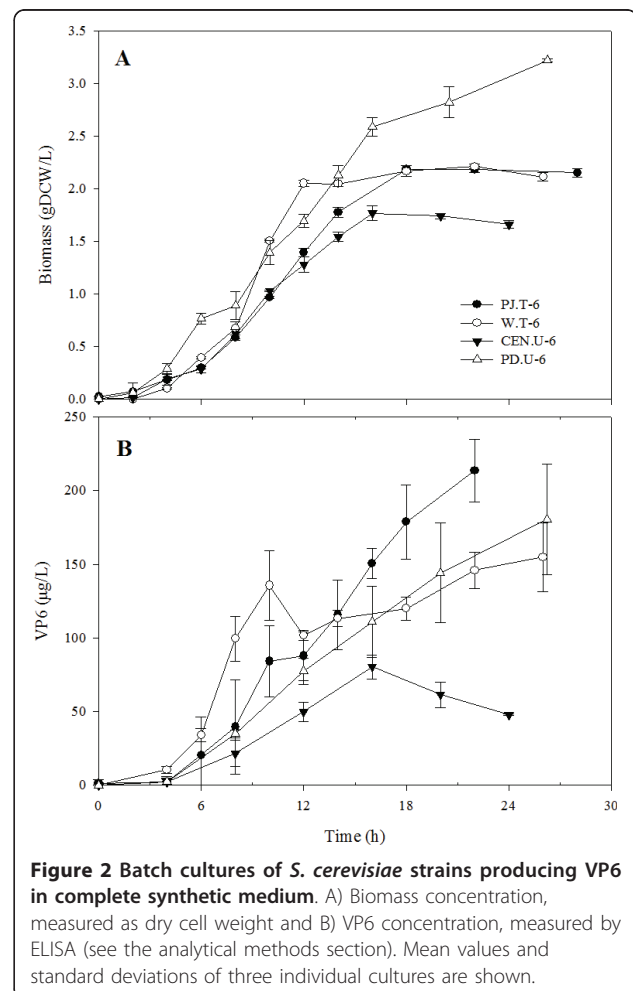 3.5
A
3.0
2.5
2.0
1.5
1.0
0.5
0.0
Biomass (gDCW/L)
PJ.T-6
W.T-6
CEN.U-6
PD.U-6
250
B
200
150
100
50
0
VP6 (µg/L)
0 6 12 18 24 30
Time (h)
Figure 2 Batch cultures of S. cerevisiae strains producing VP6
in complete synthetic medium. A) Biomass concentration,
measured as dry cell weight and B) VP6 concentration, measured by
ELISA (see the analytical methods section). Mean values and
standard deviations of three individual cultures are shown.